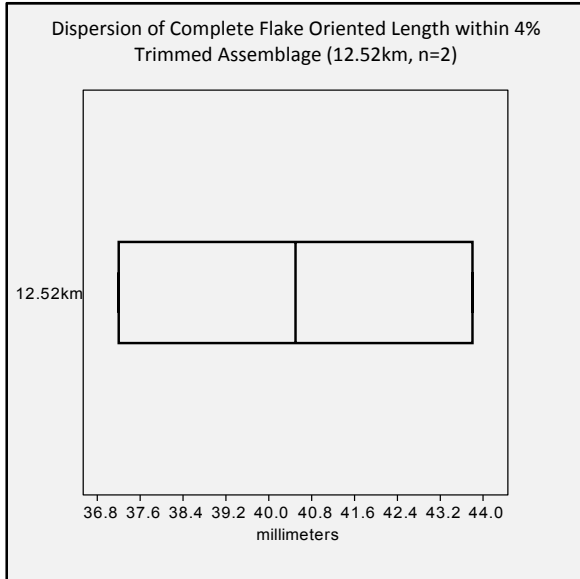 Dispersion of Complete Flake Oriented Length within 4%
Trimmed Assemblage (12.52km, n=2)
12.52km
36.8 37.6 38.4 39.2 40.0 40.8 41.6 42.4 43.2 44.0
millimeters